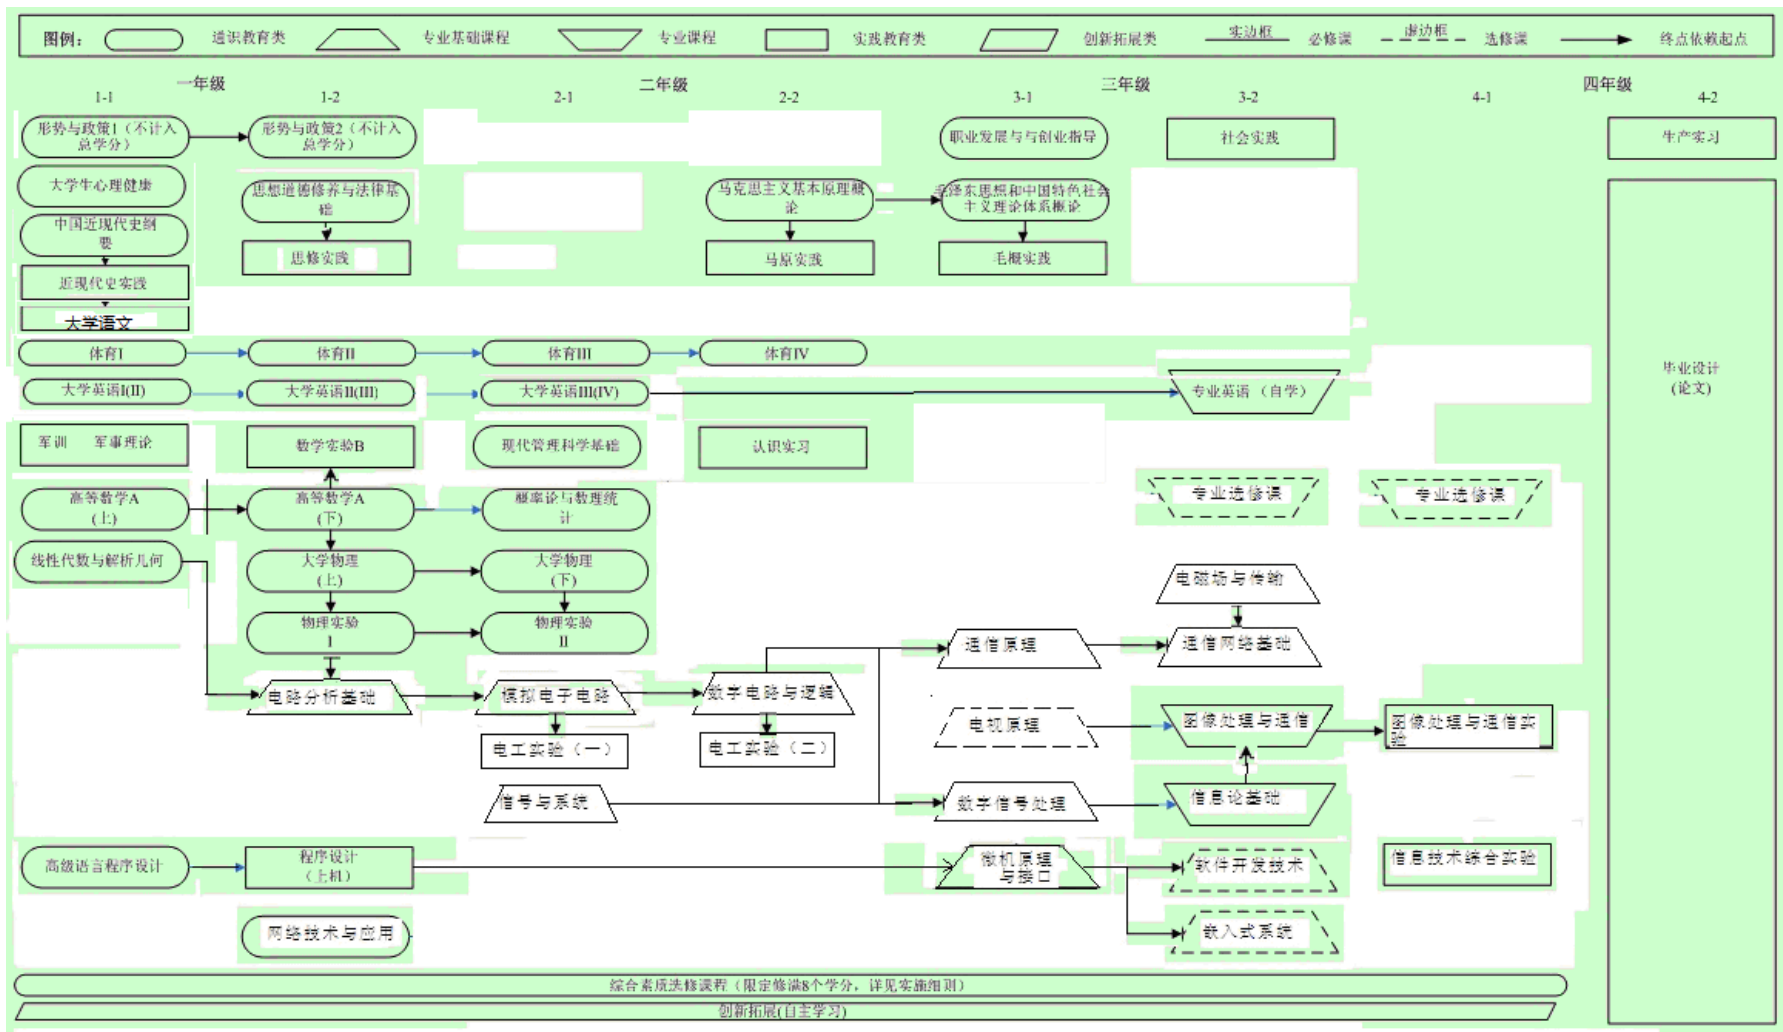 图例：
通识教育类
专业基础课程
专业课程
实践教育类
创新拓展类
实边框
必修课
虚边框
选修课
终点依赖起点
一年级
二年级
三年级
四年级
1-1
1-2
2-1
2-2
3-1
3-2
4-1
4-2
形势与政策1（不计入
总学分）
形势与政策2（不计入
总学分）
职业发展与与创业指导
社会实践
生产实习
大学生心理健康
思想道德修养与法律基
础
马克思主义基本原理概
论
毛泽东思想和中国特色社会
主义理论体系概论
中国近现代史纲
要
思修实践
马原实践
毛概实践
近现代史实践
大学语文
体育I
体育II
体育III
体育IV
大学英语I(II)
大学英语II(III)
大学英语III(IV)
专业英语 （自学）
毕业设计
(论文)
军训 军事理论
数学实验B
现代管理科学基础
认识实习
高等数学A
(上)
高等数学A
(下)
概率论与数理统
计
专业选修课
专业选修课
线性代数与解析几何
大学物理
(上)
大学物理
(下)
电磁场与传输
物理实验
I
物理实验
II
通信原理
通信网络基础
电路分析基础
模拟电子电路
数字电路与逻辑
电视原理
图像处理与通信
图像处理与通信实
验
电工实验（一）
电工实验（二）
信号与系统
数字信号处理
信息论基础
高级语言程序设计
程序设计
（上机）
微机原理
与接口
软件开发技术
信息技术综合实验
网络技术与应用
嵌入式系统
综合素质选修课程（限定修满8个学分，详见实施细则）
创新拓展(自主学习)